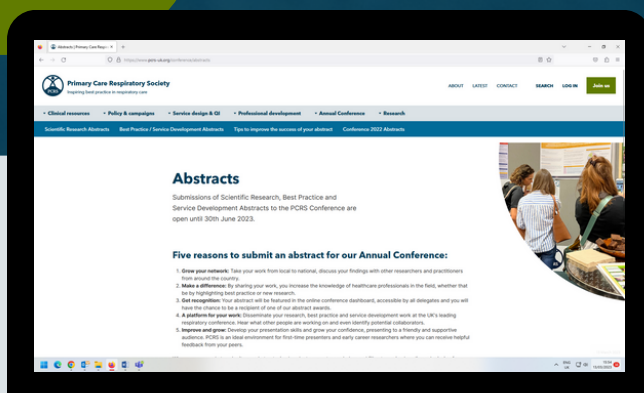 Abstracts | Primary Care Respir
https://www.pcrs-uk.org/conference/abstracts
Primary Care Respiratory Society
Inspiring best practice in respiratory care
PCRS
ABOUT LATEST CONTACT SEARCH LOG IN Join us
Clinical resources Policy & campaigns Service design & QI Professional development Annual Conference Research
Scientific Research Abstracts Best Practice / Service Development Abstracts Tips to improve the success of your abstract Conference 2022 Abstracts
Abstracts
Submissions of Scientific Research, Best Practice and
Service Development Abstracts to the PCRS Conference are
open until 30th June 2023.
Five reasons to submit an abstract for our Annual Conference:
1. Grow your network: Take your work from local to national, discuss your findings with other researchers and practitioners
from around the country.
2. Make a difference: By sharing your work, you increase the knowledge of healthcare professionals in the field, whether that
be by highlighting best practice or new research.
3. Get recognition: Your abstract will be featured in the online conference dashboard, accessible by all delegates and you will
have the chance to be a recipient of one of our abstract awards.
4. A platform for your work: Disseminate your research, best practice and service development work at the UK's leading
respiratory conference. Hear what other people are working on and even identify potential collaborators.
5. Improve and grow: Develop your presentation skills and grow your confidence, presenting to a friendly and supportive
audience. PCRS is an ideal environment for first-time presenters and early career researchers where you can receive helpful
feedback from your peers.
ENG
UK